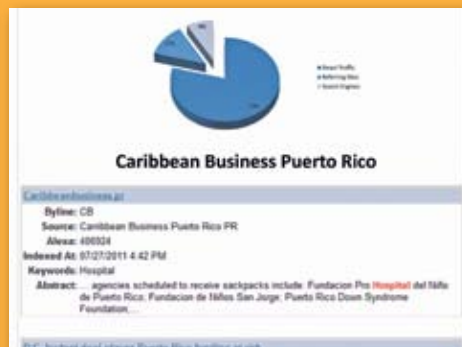 Direct Traffic
Referring Sites
Search Engines
Caribbean Business Puerto Rico
Caribbeanbusiness.pr
Byline: CB
Source: Caribbean Business Puerto Rico PR
Alexa: 486924
Indexed At: 07/27/2011 4:42 PM
Keywords: Hospital
Abstract: ... agencies scheduled to receive sackpacks include: Fundacion Pro Hospital del Niño
de Puerto Rico; Fundacion de Niños San Jorge; Puerto Rico Down Syndrome
Foundation,...